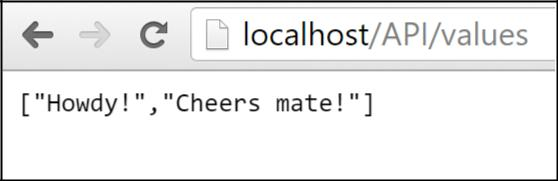 localhost/API/values
["Howdy!","Cheers mate!"]